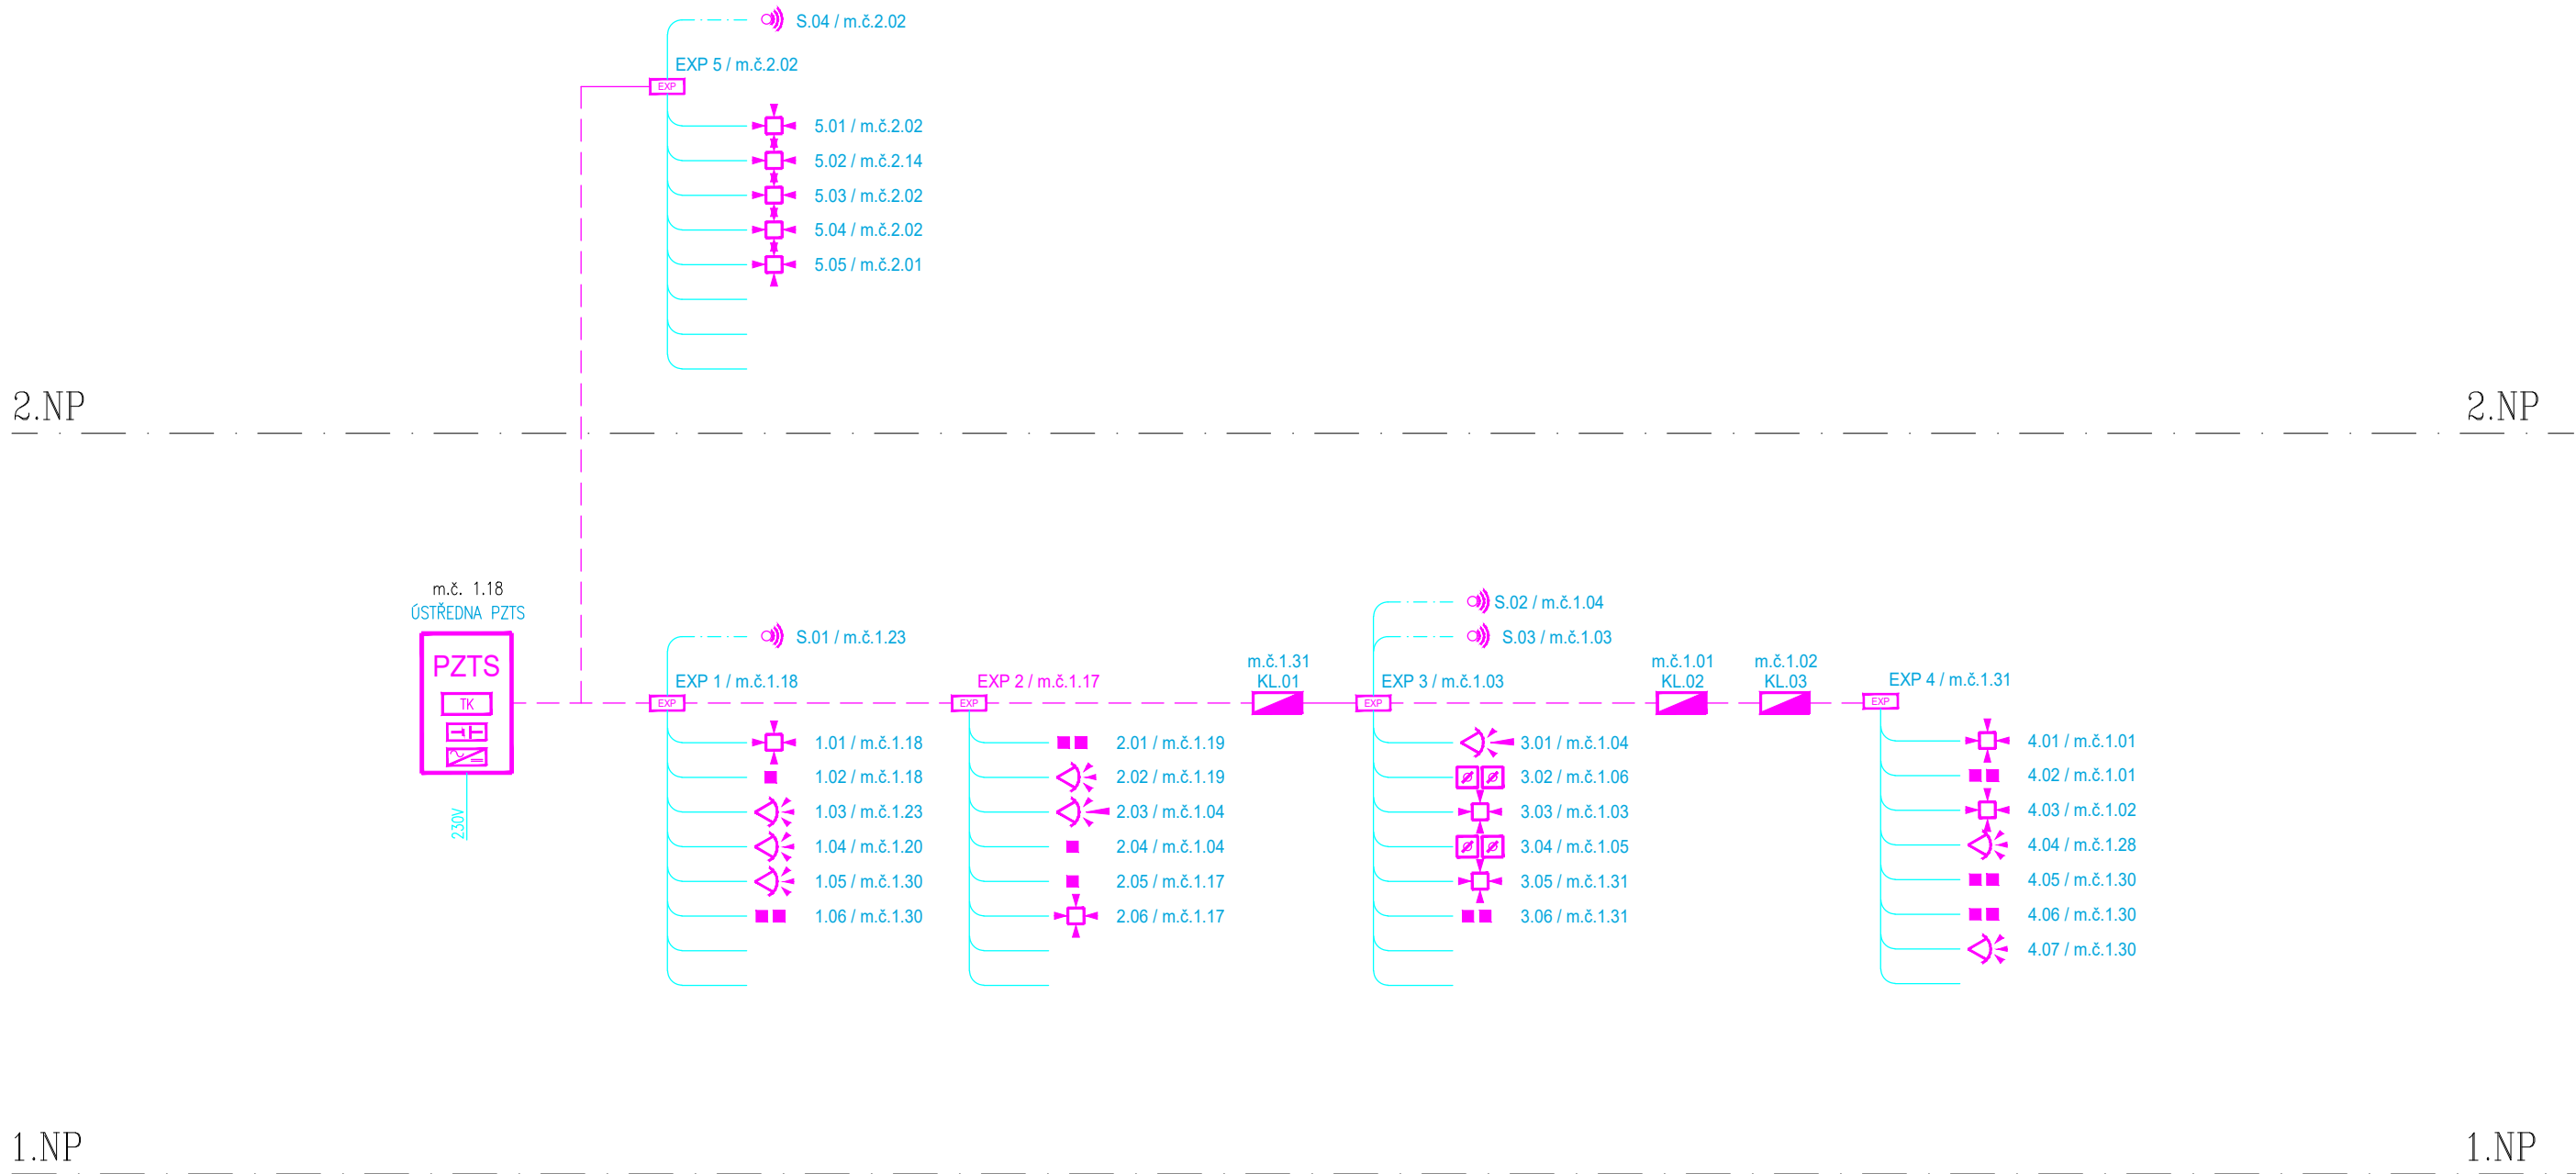 S.04 / m.č.2.02
EXP 5 / m.č.2.02
EXP
5.01 / m.č.2.02
5.02 / m.č.2.14
5.03 / m.č.2.02
5.04 / m.č.2.02
5.05 / m.č.2.01
2.NP
2.NP
m.č. 1.18
ÚSTŘEDNA PZTS
PZTS
TK
230V
S.01 / m.č.1.23
EXP 1 / m.č.1.18
EXP
1.01 / m.č.1.18
1.02 / m.č.1.18
1.03 / m.č.1.23
1.04 / m.č.1.20
1.05 / m.č.1.30
1.06 / m.č.1.30
EXP 2 / m.č.1.17
EXP
2.01 / m.č.1.19
2.02 / m.č.1.19
2.03 / m.č.1.04
2.04 / m.č.1.04
2.05 / m.č.1.17
2.06 / m.č.1.17
m.č.1.31
KL.01
S.02 / m.č.1.04
S.03 / m.č.1.03
EXP 3 / m.č.1.03
EXP
3.01 / m.č.1.04
3.02 / m.č.1.06
3.03 / m.č.1.03
3.04 / m.č.1.05
3.05 / m.č.1.31
3.06 / m.č.1.31
m.č.1.01
KL.02
m.č.1.02
KL.03
EXP 4 / m.č.1.31
EXP
4.01 / m.č.1.01
4.02 / m.č.1.01
4.03 / m.č.1.02
4.04 / m.č.1.28
4.05 / m.č.1.30
4.06 / m.č.1.30
4.07 / m.č.1.30
1.NP
1.NP